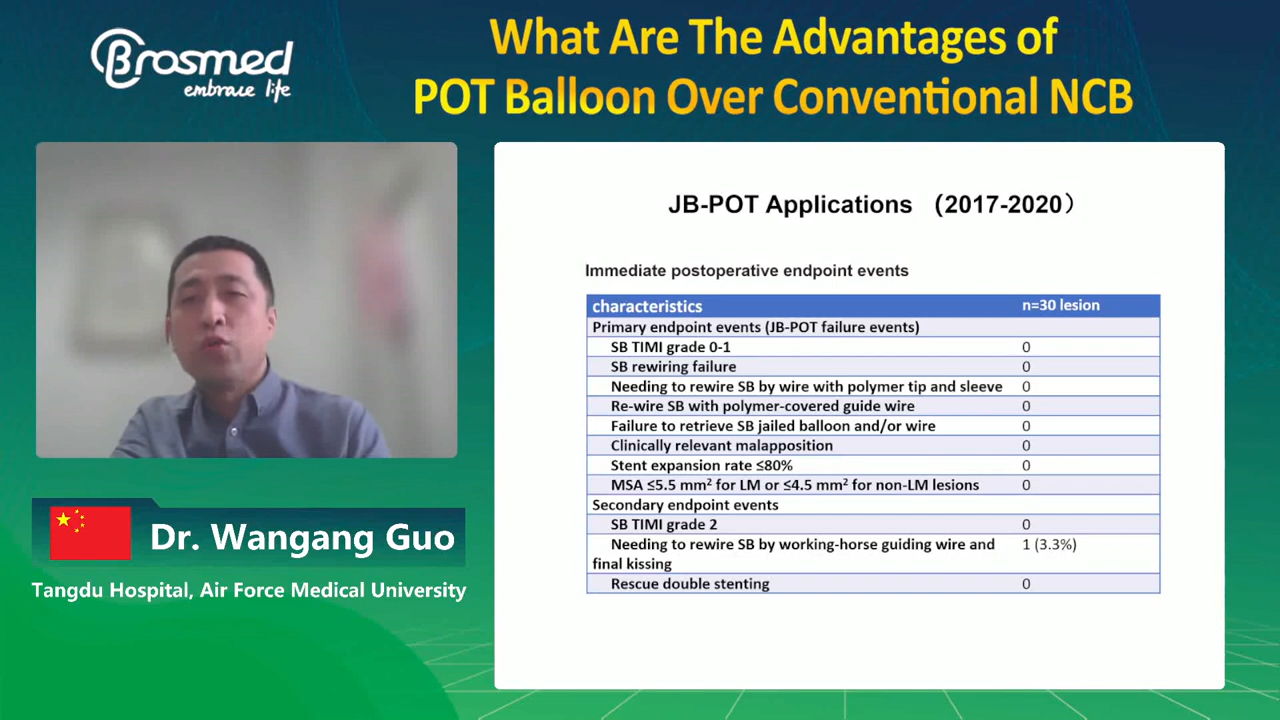 Brosmed
embrace life
What Are The Advantages of
POT Balloon Over Conventional NCB
JB-POT Applications （2017-2020）
Immediate postoperative endpoint events
characteristics n=30 lesion
Primary endpoint events (JB-POT failure events)
SB TIMI grade 0-1 0
SB rewiring failure 0
Needing to rewire SB by wire with polymer tip and sleeve 0
Re-wire SB with polymer-covered guide wire 0
Failure to retrieve SB jailed balloon and/or wire 0
Clinically relevant malapposition 0
Stent expansion rate ≤80% 0
MSA ≤5.5 mm² for LM or ≤4.5 mm² for non-LM lesions 0
Secondary endpoint events
SB TIMI grade 2 0
Needing to rewire SB by working-horse guiding wire and 1 (3.3%)
final kissing
Rescue double stenting 0
Dr. Wangang Guo
Tangdu Hospital, Air Force Medical University